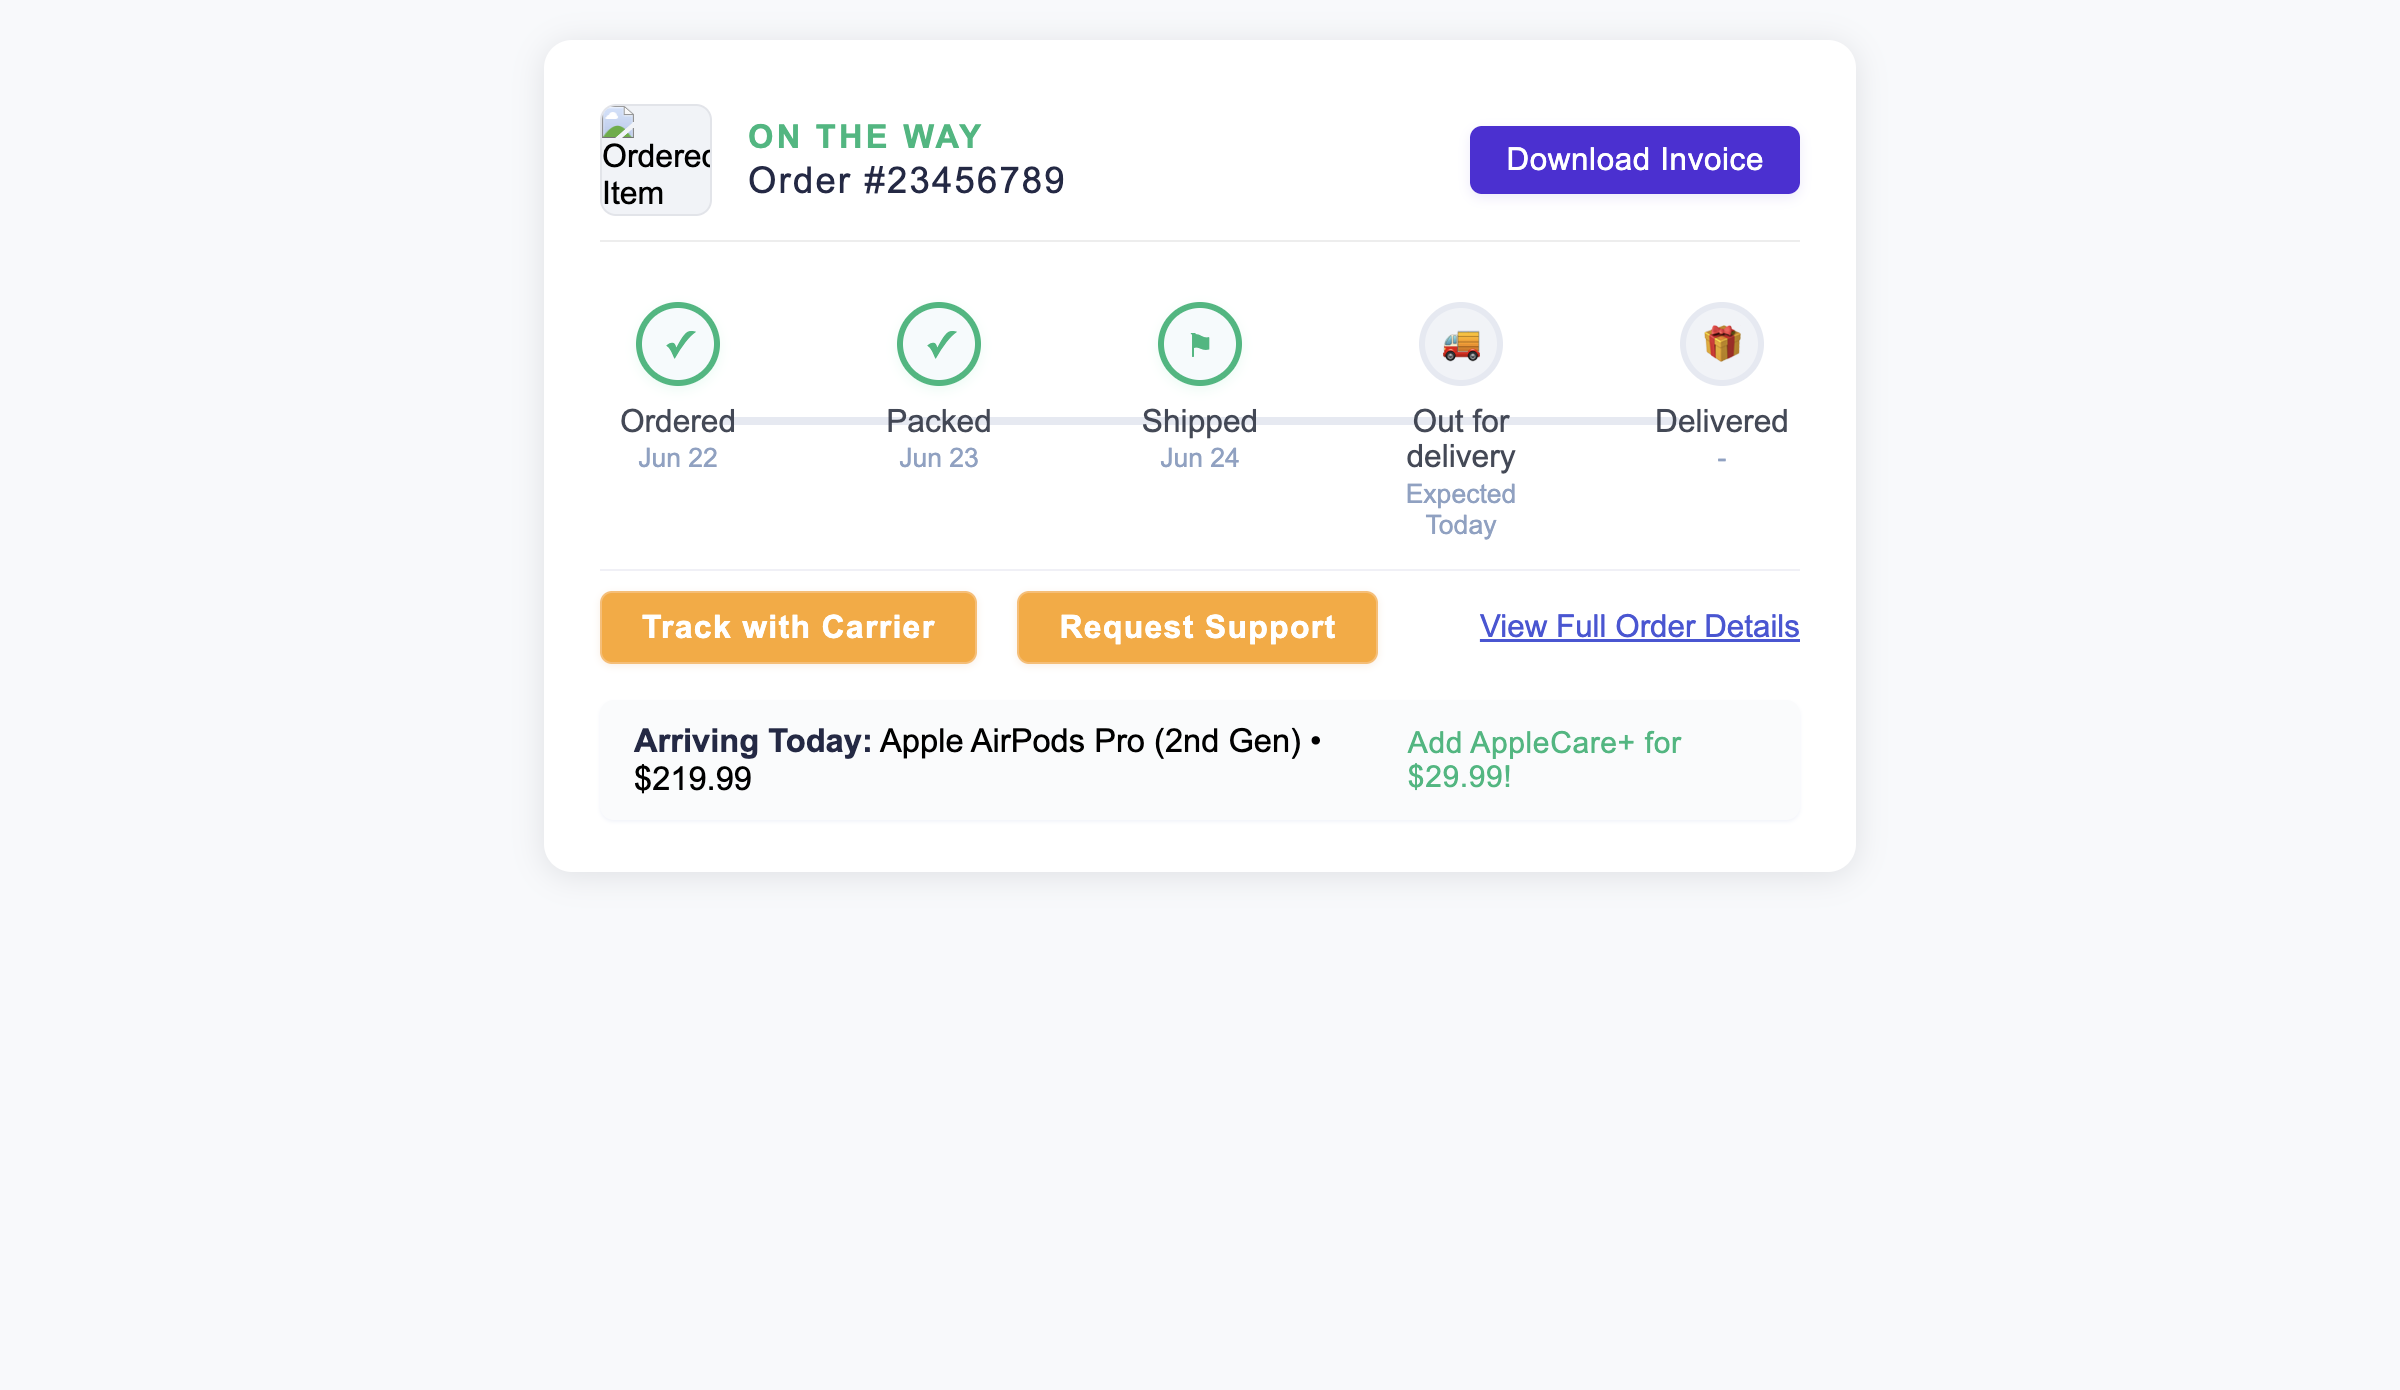 Ordered
Item
ON THE WAY
Order #23456789
Download Invoice
Ordered
Jun 22
Packed
Jun 23
Shipped
Jun 24
Out for
delivery
Expected
Today
Delivered
-
Track with Carrier
Request Support
View Full Order Details
Arriving Today: Apple AirPods Pro (2nd Gen) •
$219.99
Add AppleCare+ for
$29.99!